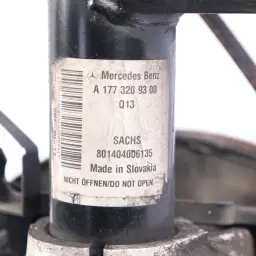 Mercedes Benz
A 177 320 93 00
Q13
SACHS
801404006135
Made in Slovakia
NICHT ÖFFNEN/DO NOT OPEN